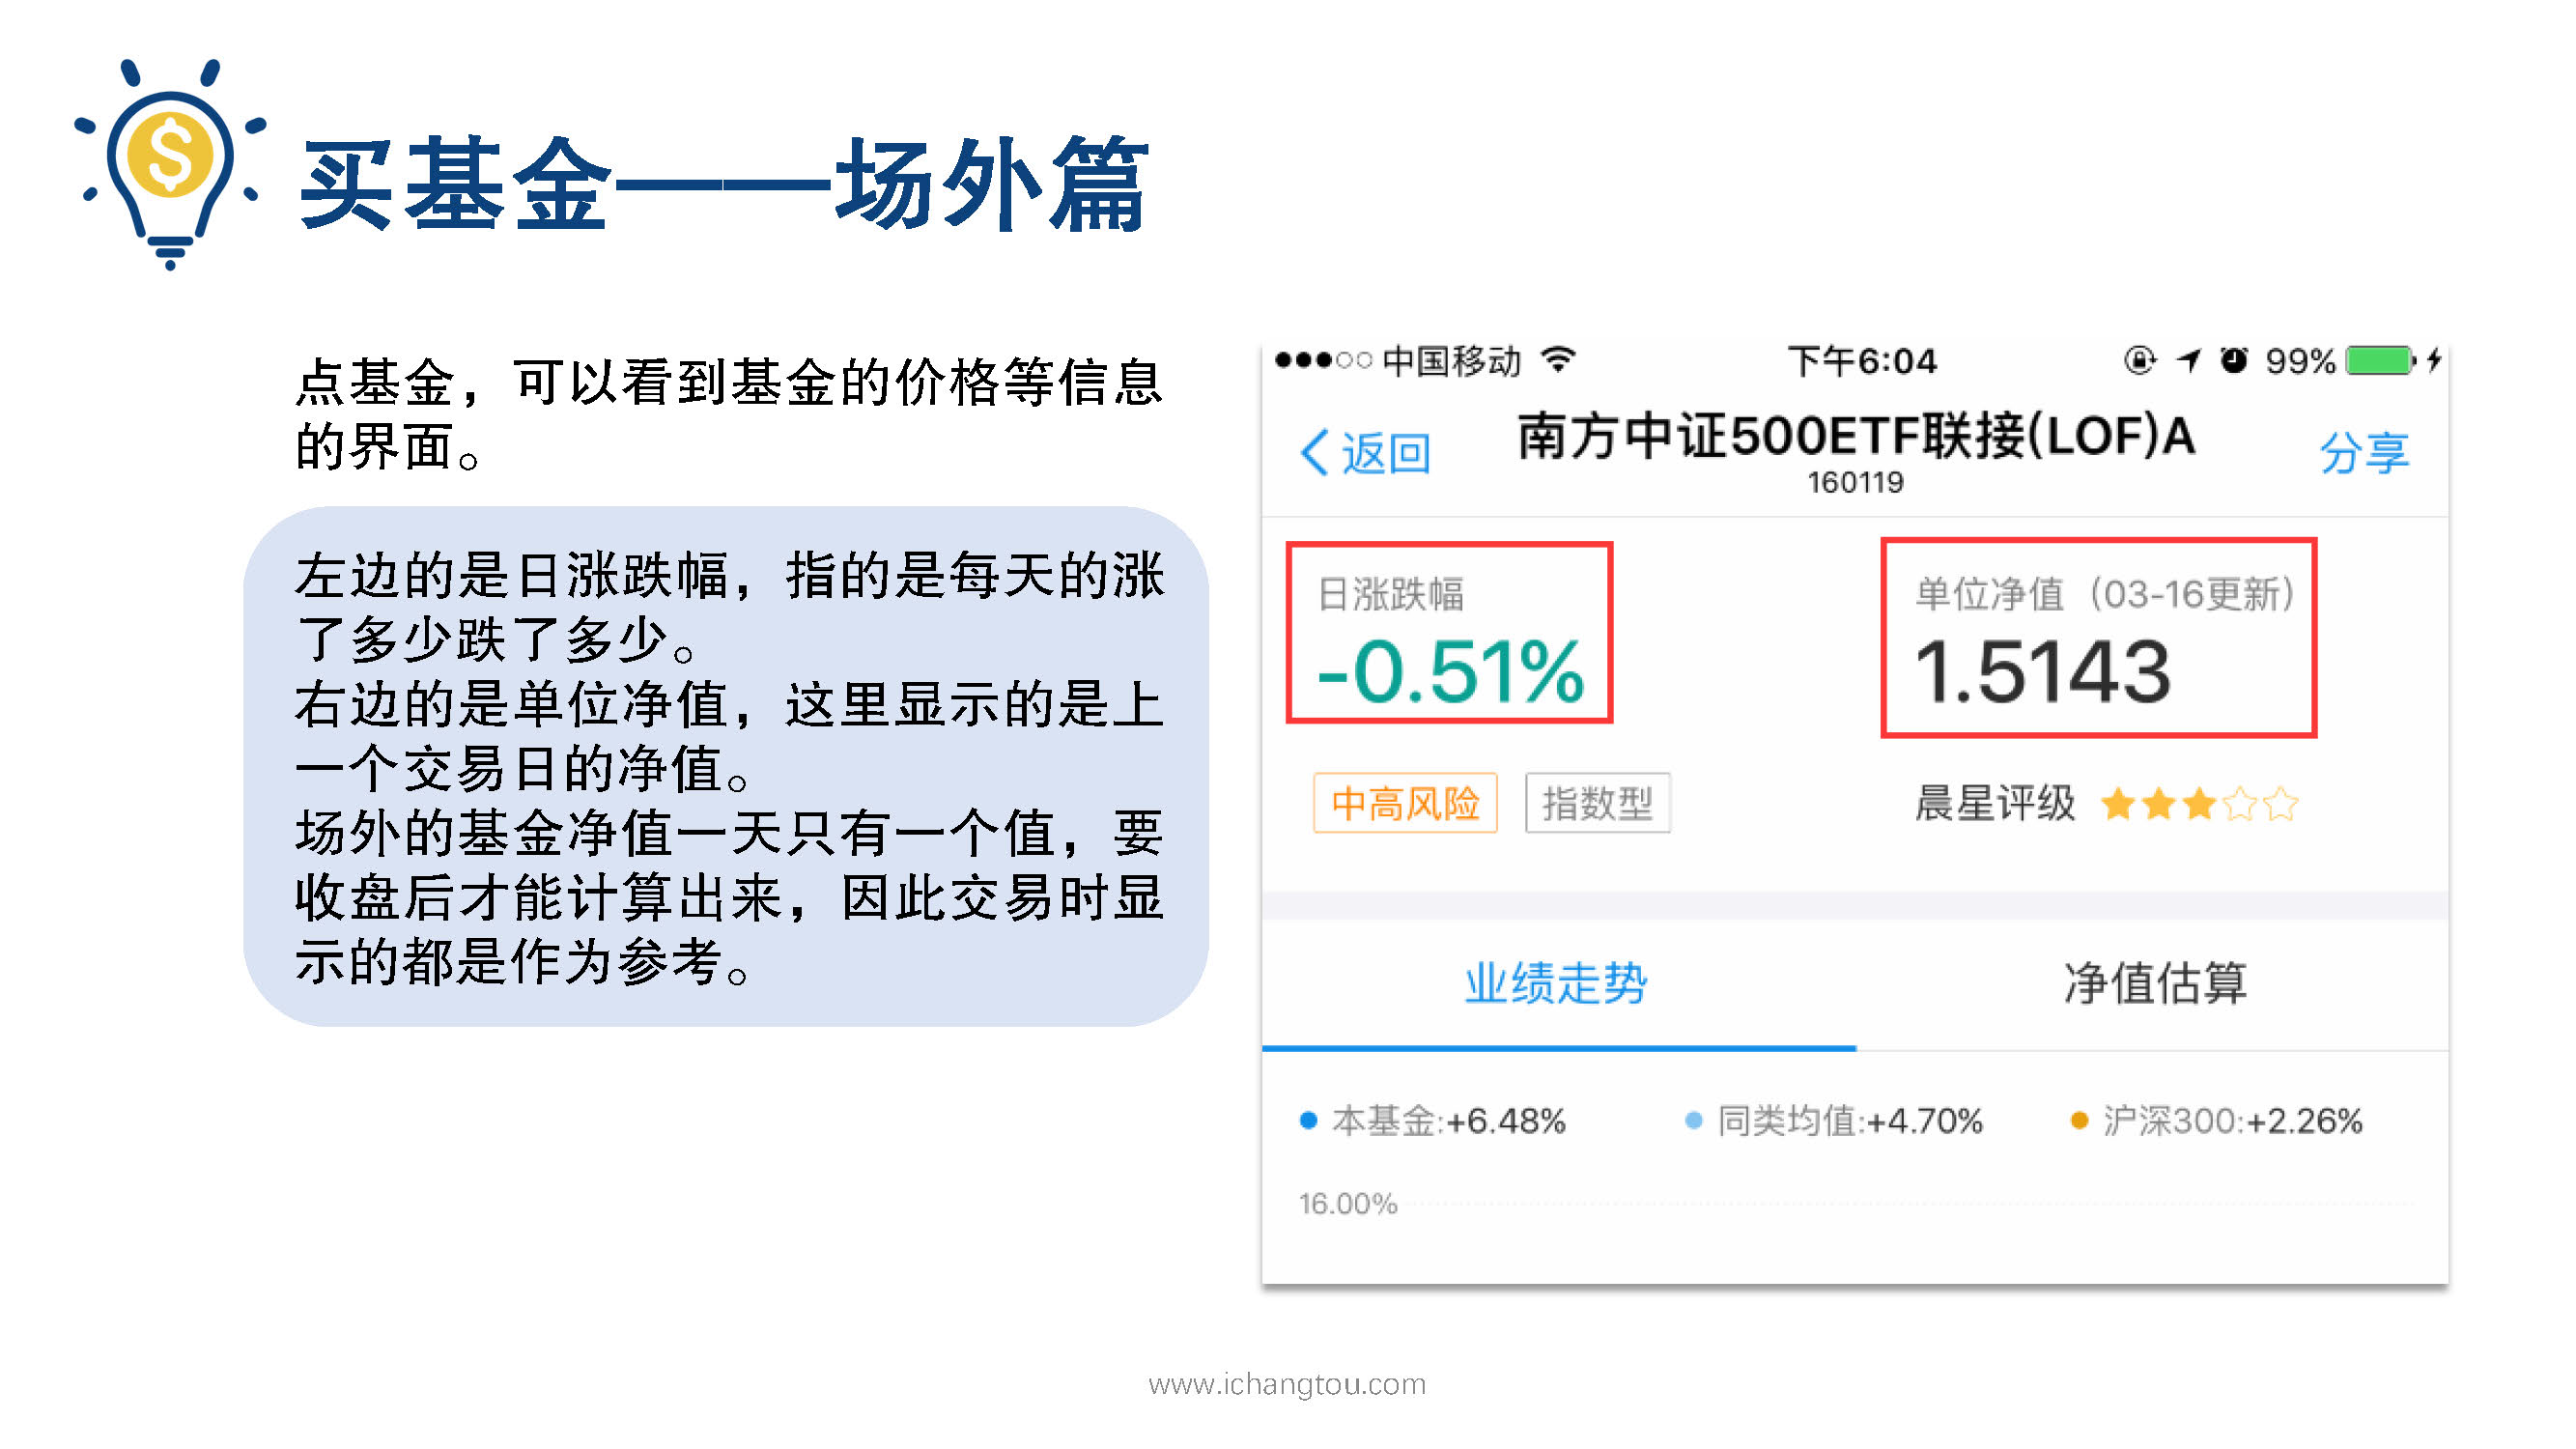 买基金——场外篇
点基金，可以看到基金的价格等信息
的界面。
左边的是日涨跌幅，指的是每天的涨
了多少跌了多少。
右边的是单位净值，这里显示的是上
一个交易日的净值。
场外的基金净值一天只有一个值，要
收盘后才能计算出来，因此交易时显
示的都是作为参考。
中国移动 下午6:04 99%
返回 南方中证500ETF联接(LOF)A 分享
160119
日涨跌幅 单位净值（03-16更新）
-0.51% 1.5143
中高风险 指数型 晨星评级
业绩走势 净值估算
本基金:+6.48% 同类均值:+4.70% 沪深300:+2.26%
16.00%
www.ichangtou.com